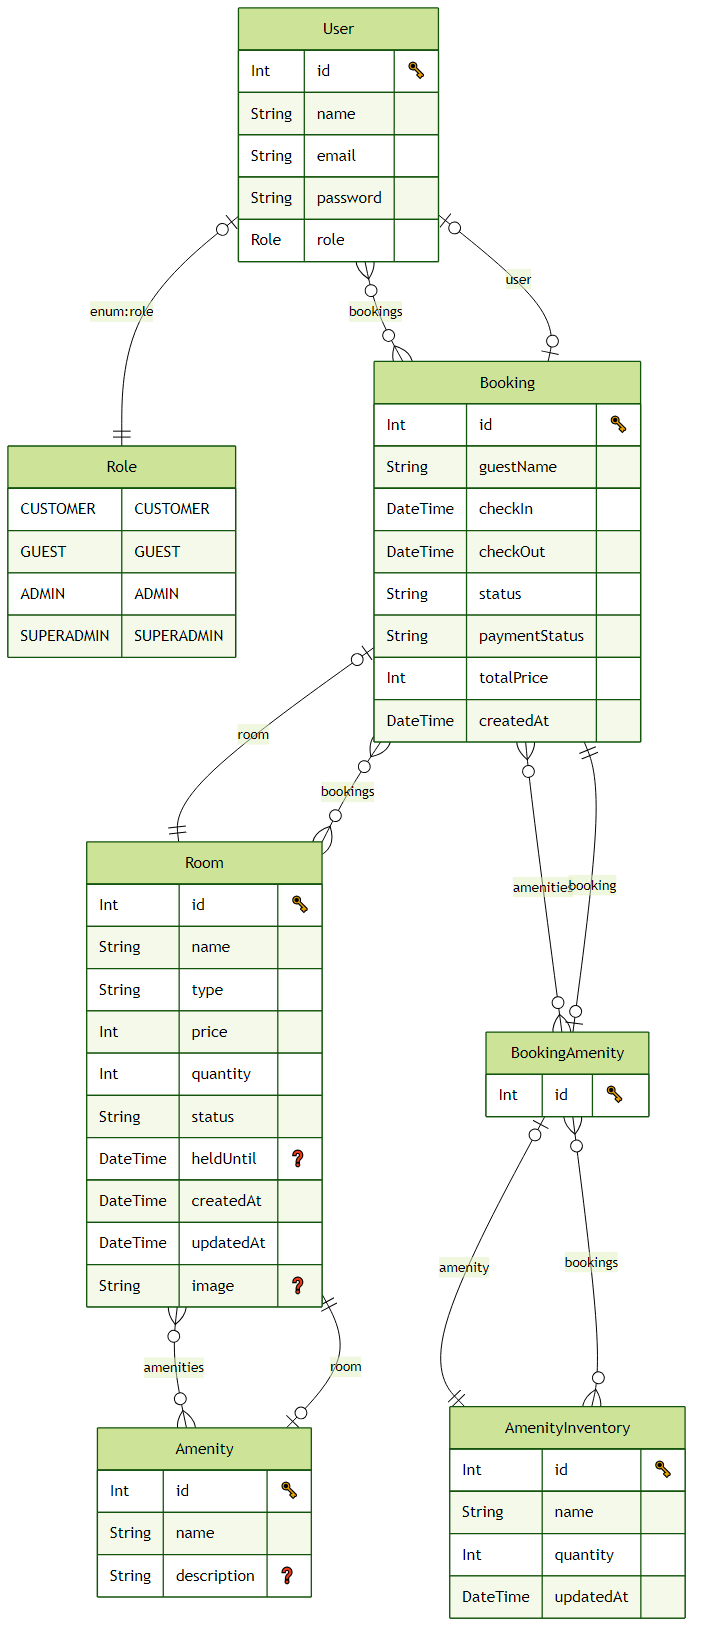 User
Int id
String name
String email
String password
Role role
enum:role
bookings
user
Booking
Int id
String guestName
DateTime checkIn
DateTime checkOut
String status
String paymentStatus
Int totalPrice
DateTime createdAt
Role
CUSTOMER CUSTOMER
GUEST GUEST
ADMIN ADMIN
SUPERADMIN SUPERADMIN
room
bookings
amenities
booking
Room
Int id
String name
String type
Int price
Int quantity
String status
DateTime heldUntil ?
DateTime createdAt
DateTime updatedAt
String image ?
BookingAmenity
Int id
amenity
bookings
amenities
room
Amenity
Int id
String name
String description ?
AmenityInventory
Int id
String name
Int quantity
DateTime updatedAt